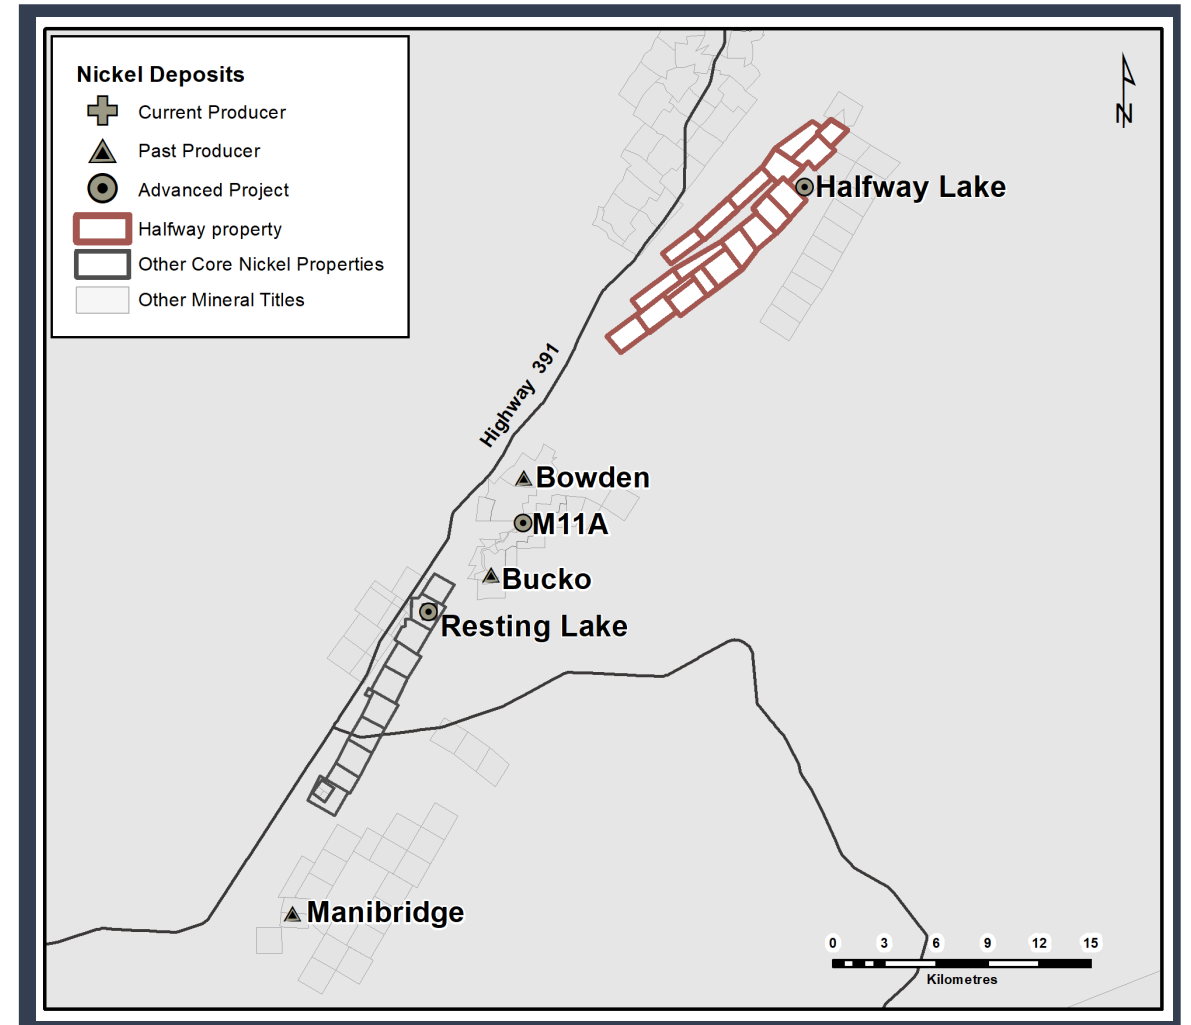 Nickel Deposits
Current Producer
Past Producer
Advanced Project
Halfway property
Other Core Nickel Properties
Other Mineral Titles
N
Halfway Lake
Highway 391
Bowden
M11A
Bucko
Resting Lake
Manibridge
0 3 6 9 12 15
Kilometres